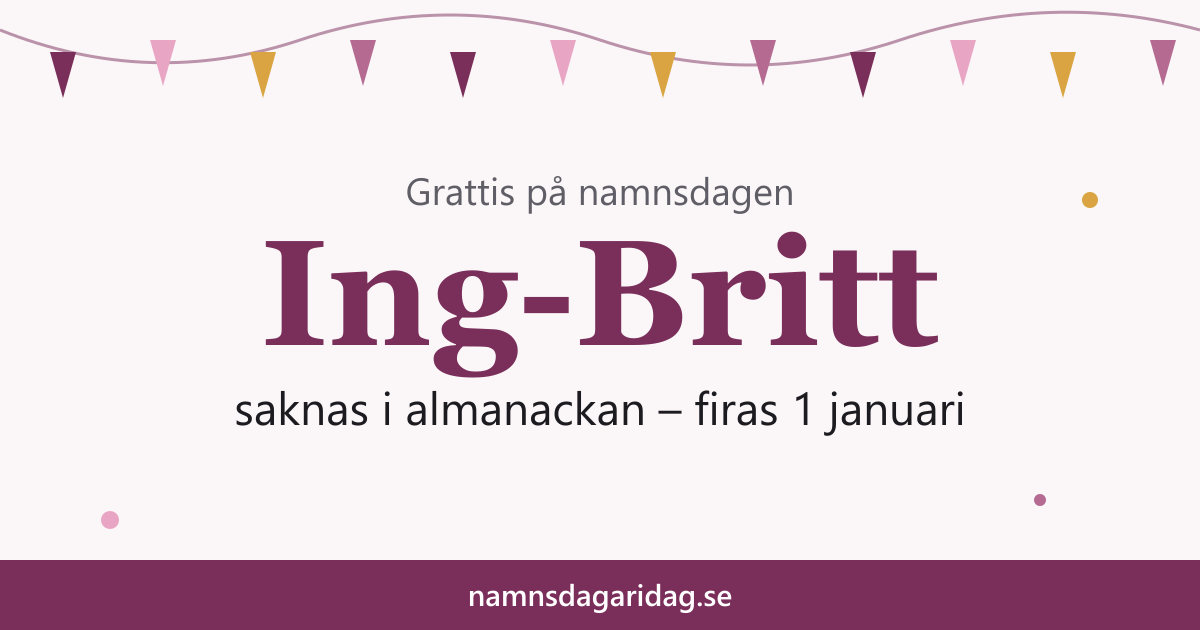 Grattis på namnsdagen
Ing-Britt
saknas i almanackan – firas 1 januari
namnsdagaridag.se